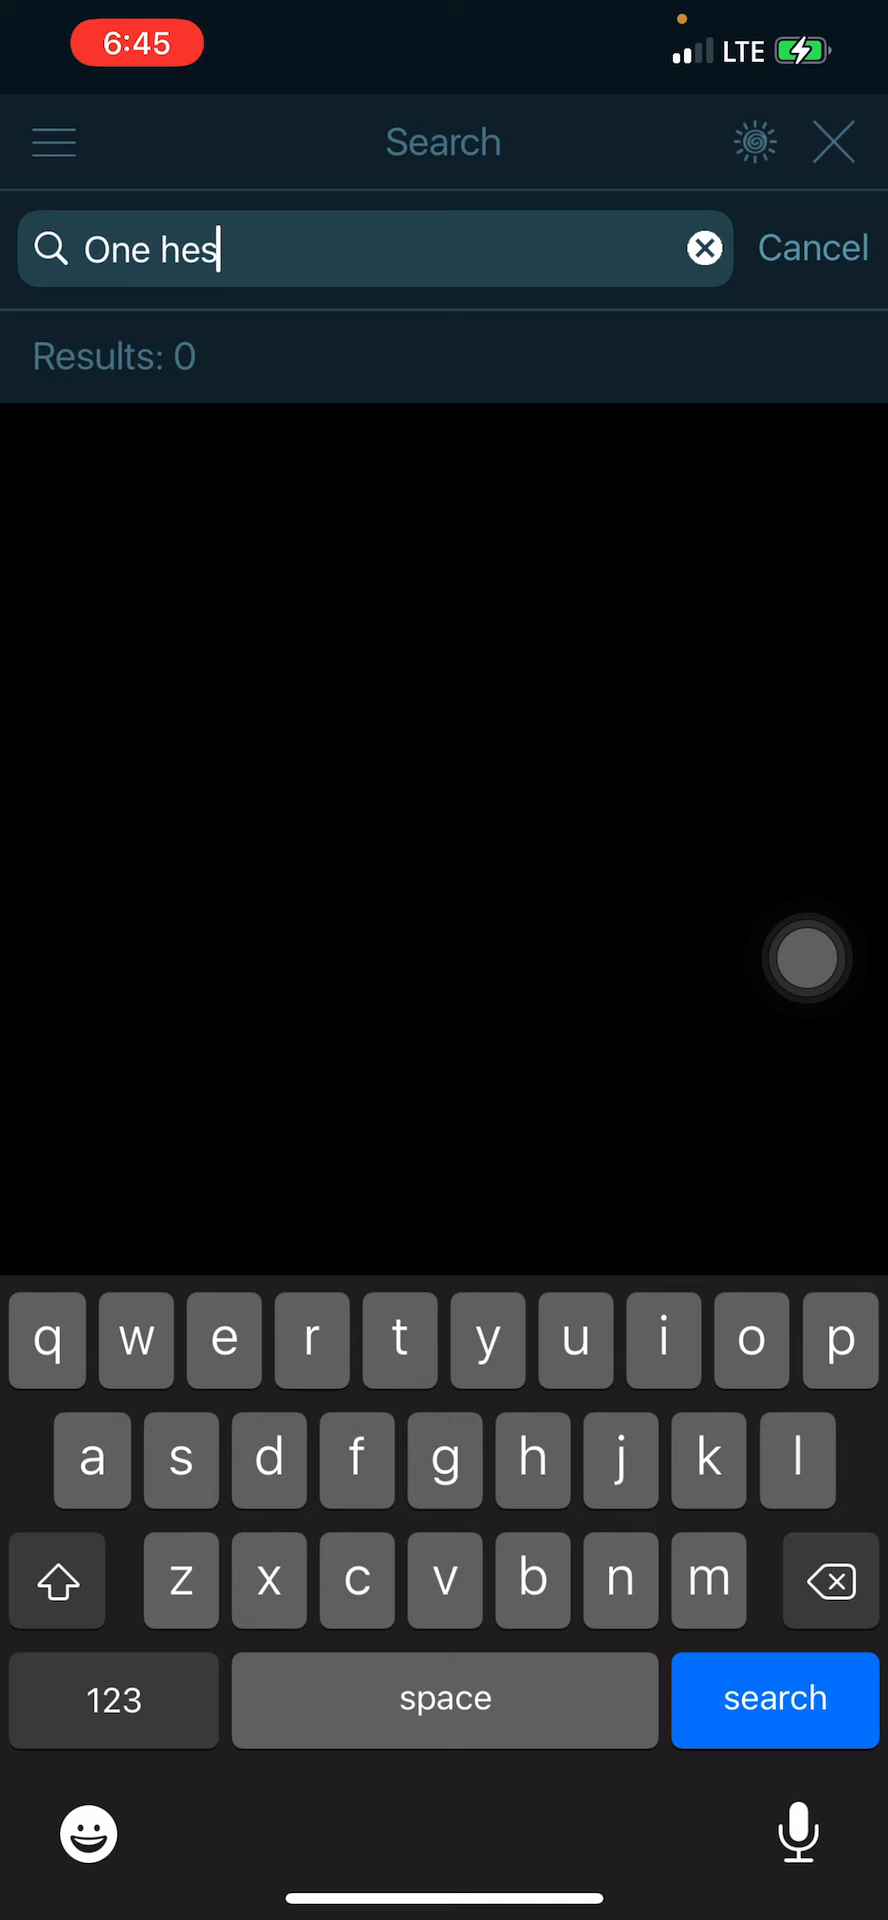 6:45 LTE
Search
One hes Cancel
Results: 0
q w e r t y u i o p
a s d f g h j k l
z x c v b n m
123 space search